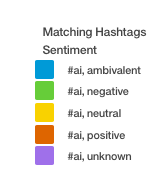 Matching Hashtags
Sentiment
#ai, ambivalent
#ai, negative
#ai, neutral
#ai, positive
#ai, unknown